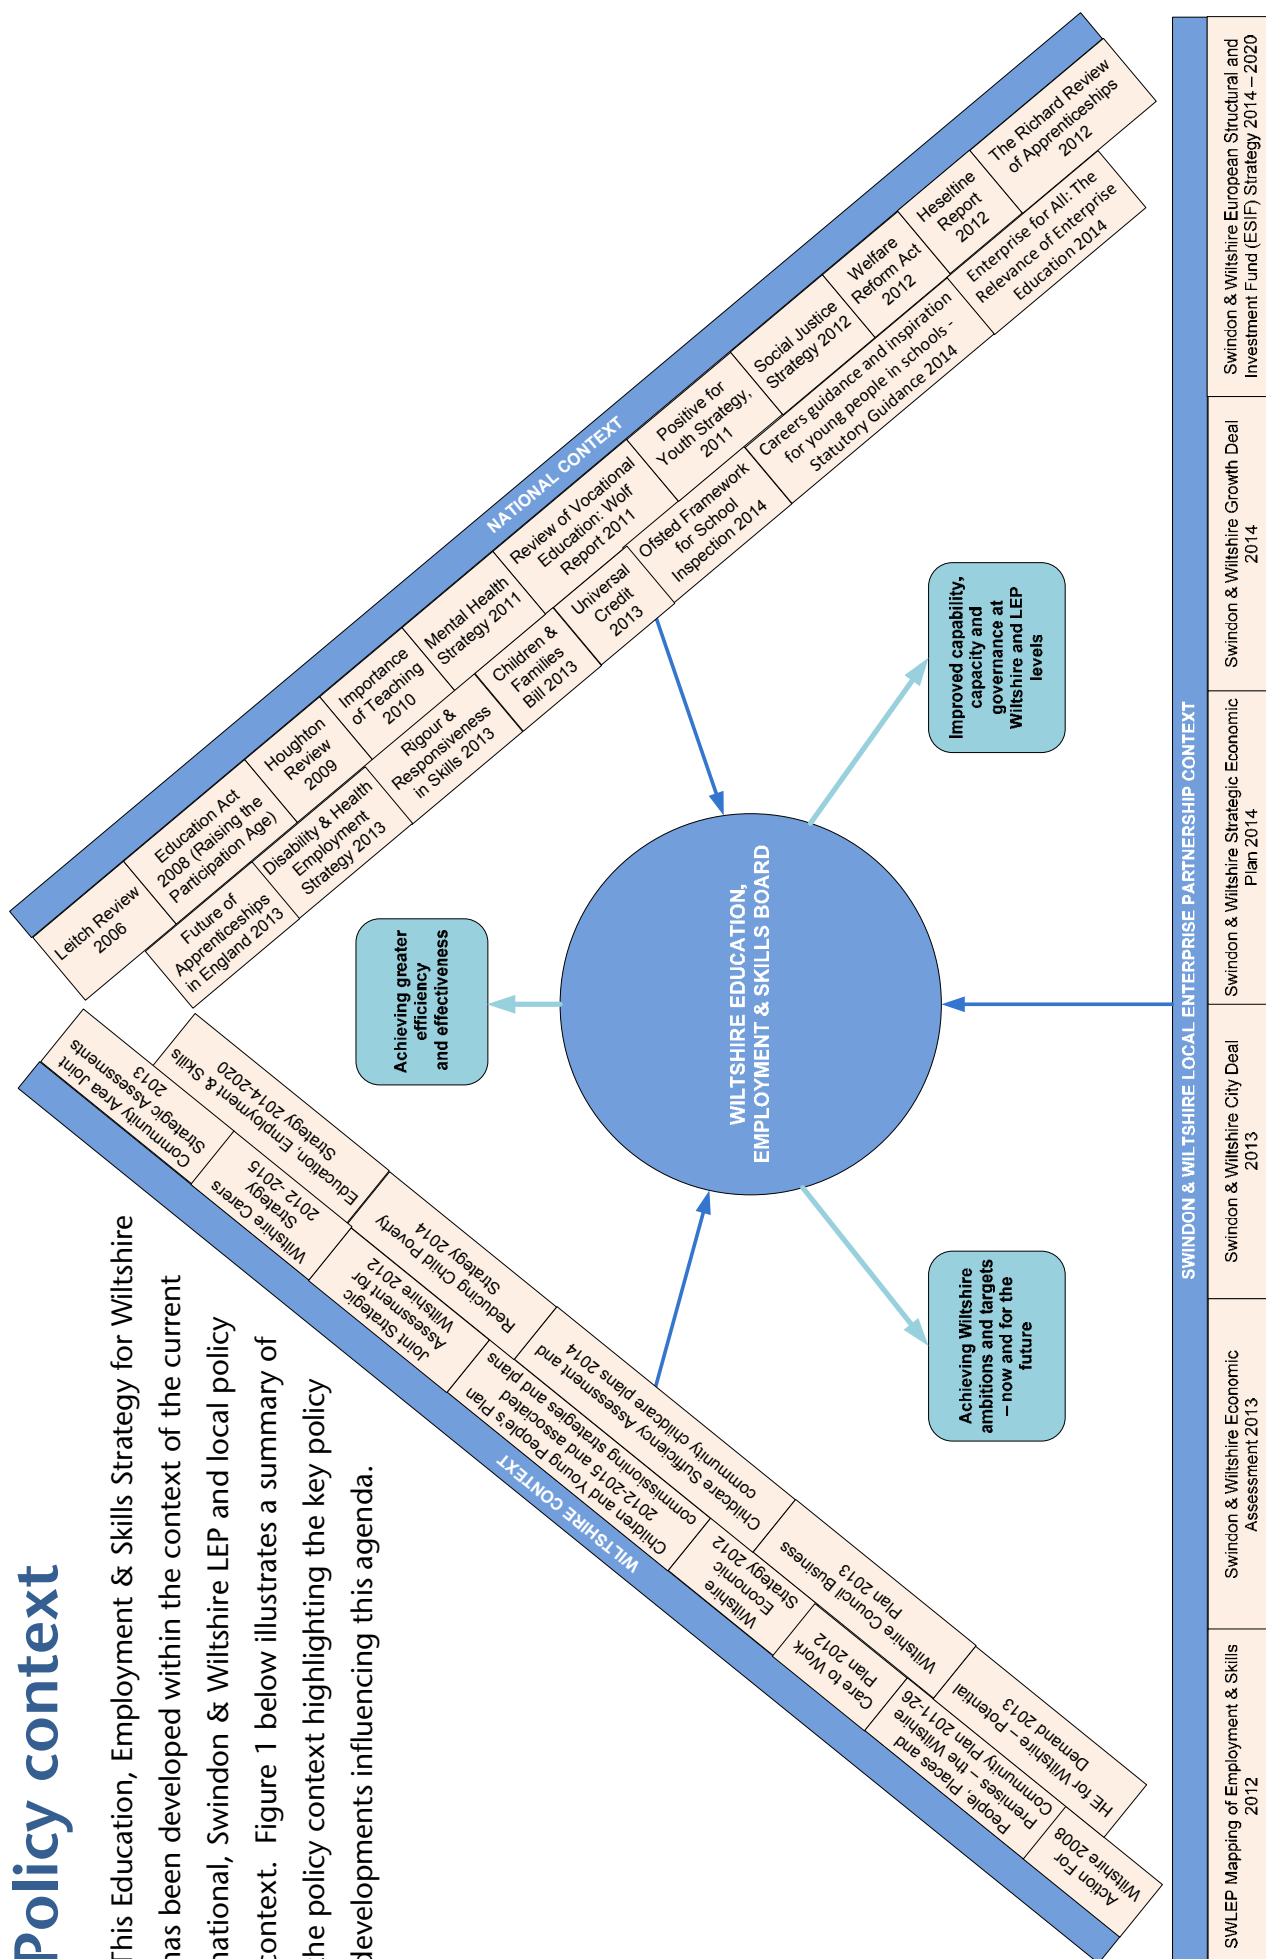 Policy context
This Education, Employment & Skills Strategy for Wiltshire
has been developed within the context of the current
national, Swindon & Wiltshire LEP and local policy
context. Figure 1 below illustrates a summary of
the policy context highlighting the key policy
developments influencing this agenda.
WILTSHIRE CONTEXT
Action For
Wiltshire 2008
People, Places and
Premises – the Wiltshire
Community Plan 2011-26
Care to Work
Plan 2012
Wiltshire
Economic
Strategy 2012
Children and Young People's Plan
2012-2015 and associated
commissioning strategies and plans
Joint Strategic
Assessment for
Wiltshire 2012
Wiltshire Carers
Strategy
2012 -2015
Community Area Joint
Strategic Assessments
2013
HE for Wiltshire – Potential
Demand 2013
Wiltshire Council Business
Plan 2013
Childcare Sufficiency Assessment and
community childcare plans 2014
Reducing Child Poverty
Strategy 2014
Education, Employment & Skills
Strategy 2014-2020
NATIONAL CONTEXT
Leitch Review
2006
Education Act
2008 (Raising the
Participation Age)
Houghton
Review
2009
Importance
of Teaching
2010
Mental Health
Strategy 2011
Review of Vocational
Education: Wolf
Report 2011
Positive for
Youth Strategy,
2011
Social Justice
Strategy 2012
Welfare
Reform Act
2012
Heseltine
Report
2012
The Richard Review
of Apprenticeships
2012
Future of
Apprenticeships
in England 2013
Disability & Health
Employment
Strategy 2013
Rigour &
Responsiveness
in Skills 2013
Children &
Families
Bill 2013
Universal
Credit
2013
Ofsted Framework
for School
Inspection 2014
Careers guidance and inspiration
for young people in schools -
Statutory Guidance 2014
Enterprise for All: The
Relevance of Enterprise
Education 2014
Achieving greater
efficiency
and effectiveness
WILTSHIRE EDUCATION,
EMPLOYMENT & SKILLS BOARD
Achieving Wiltshire
ambitions and targets
– now and for the
future
Improved capability,
capacity and
governance at
Wiltshire and LEP
levels
SWINDON & WILTSHIRE LOCAL ENTERPRISE PARTNERSHIP CONTEXT
SWLEP Mapping of Employment & Skills
2012
Swindon & Wiltshire Economic
Assessment 2013
Swindon & Wiltshire City Deal
2013
Swindon & Wiltshire Strategic Economic
Plan 2014
Swindon & Wiltshire Growth Deal
2014
Swindon & Wiltshire European Structural and
Investment Fund (ESIF) Strategy 2014 – 2020